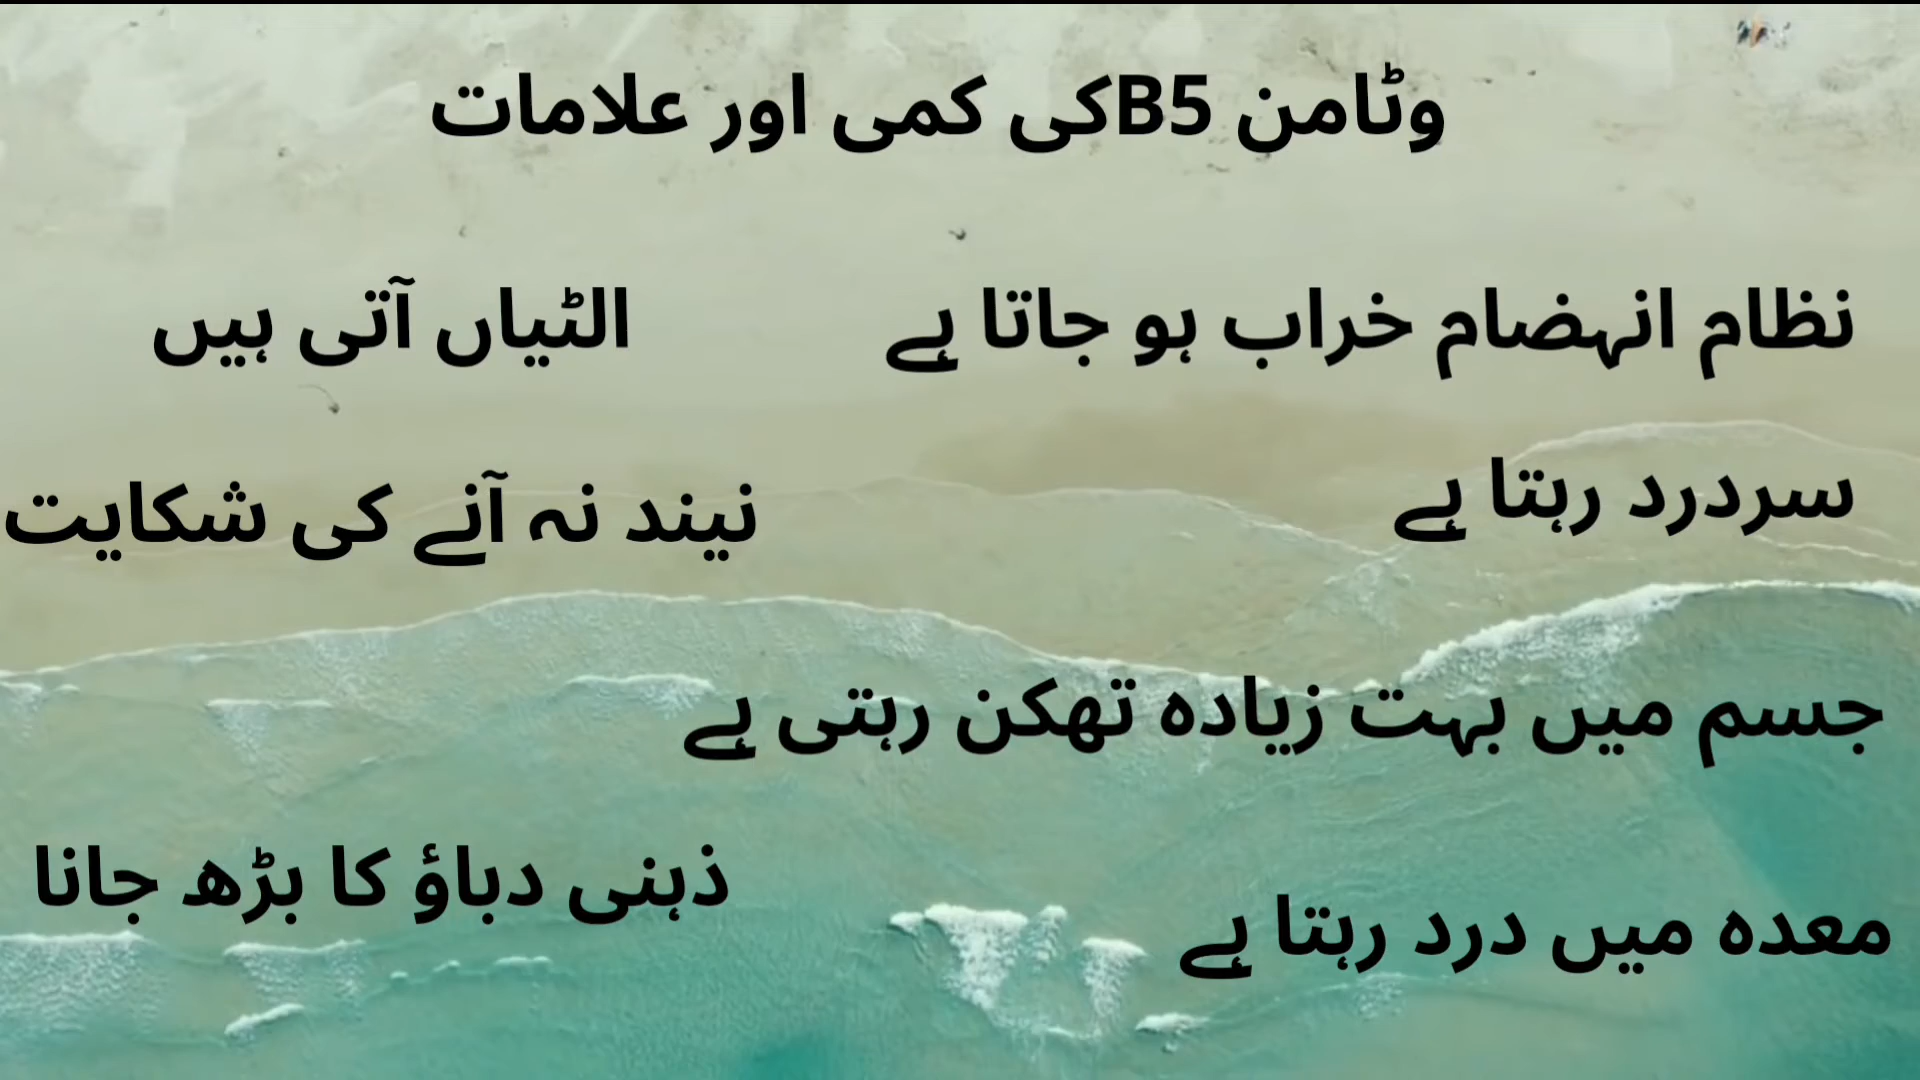 وٹامن B5کی کمی اور علامات
نظام انہضام خراب ہو جاتا ہے
الٹیاں آتی ہیں
سردرد رہتا ہے
نیند نہ آنے کی شکایت
جسم میں بہت زیادہ تھکن رہتی ہے
ذہنی دباؤ کا بڑھ جانا
معدہ میں درد رہتا ہے